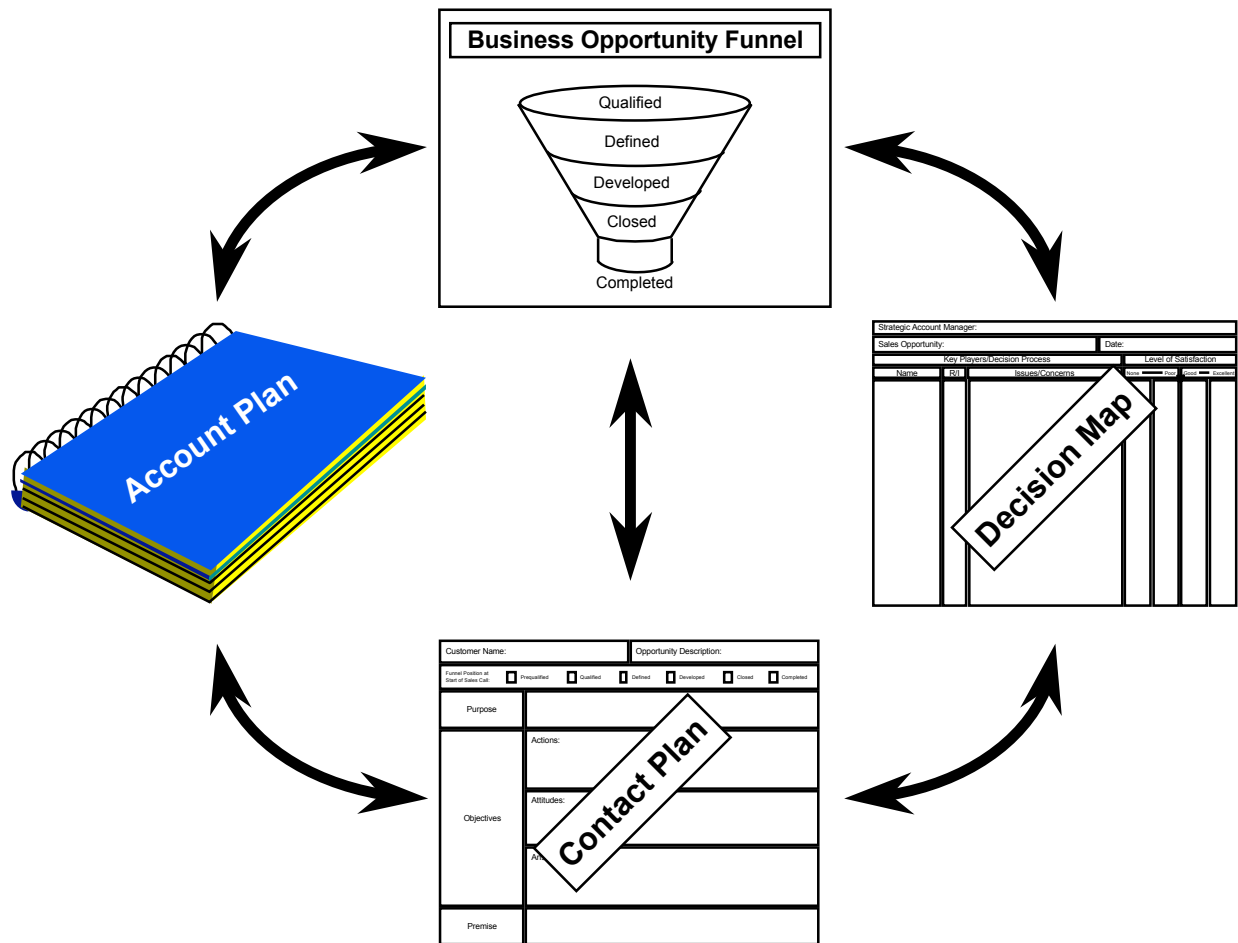 Business Opportunity Funnel
Qualified
Defined
Developed
Closed
Completed
Account Plan
Strategic Account Manager:
Sales Opportunity:
Date:
Key Players/Decision Process
Level of Satisfaction
Name
R/I
Issues/Concerns
None
Poor
Good
Excellent
Decision Map
Customer Name:
Opportunity Description:
Funnel Position at
Start of Sales Call:
Prequalified
Qualified
Defined
Developed
Closed
Completed
Purpose
Objectives
Actions:
Attitudes:
Contact Plan
Premise